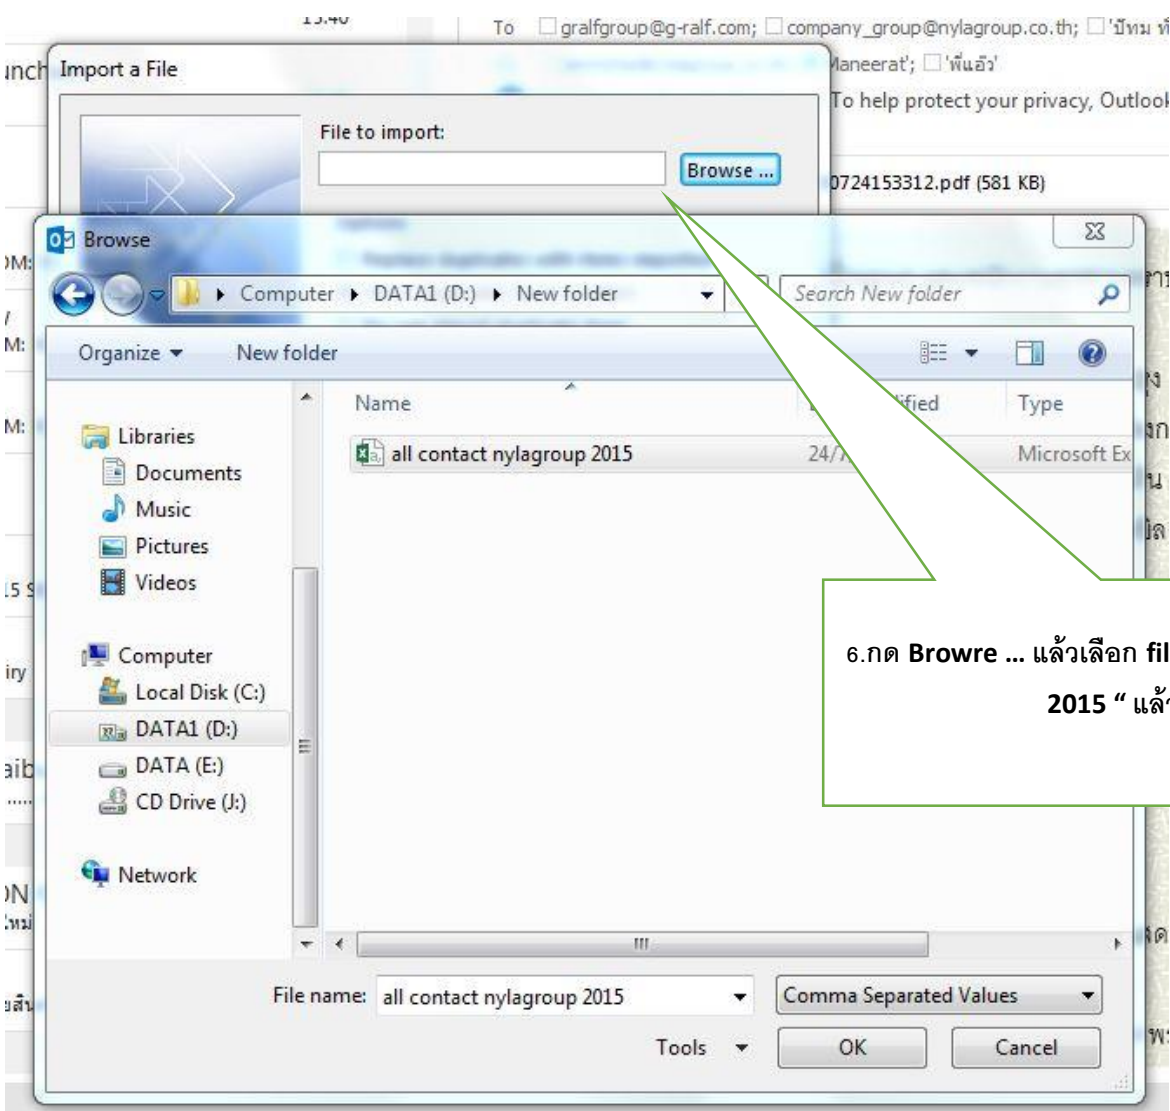 To gralfgroup@g-ralf.com; company_group@nylagroup.co.th; 'ปัทม
Import a File
Maneerat'; 'พี่แอ๊ว'
To help protect your privacy, Outlook
File to import:
Browse ...
0724153312.pdf (581 KB)
Browse
Computer DATA1 (D:) New folder
Search New folder
Organize New folder
Name Type
Libraries
all contact nylagroup 2015 24/7 Microsoft Ex
Documents
Music
Pictures
Videos
Computer
Local Disk (C:)
DATA1 (D:)
DATA (E:)
CD Drive (J:)
Network
6.กด Browre ... แล้วเลือก fil
2015 “ แล้ว
File name: all contact nylagroup 2015 Comma Separated Values
Tools OK Cancel